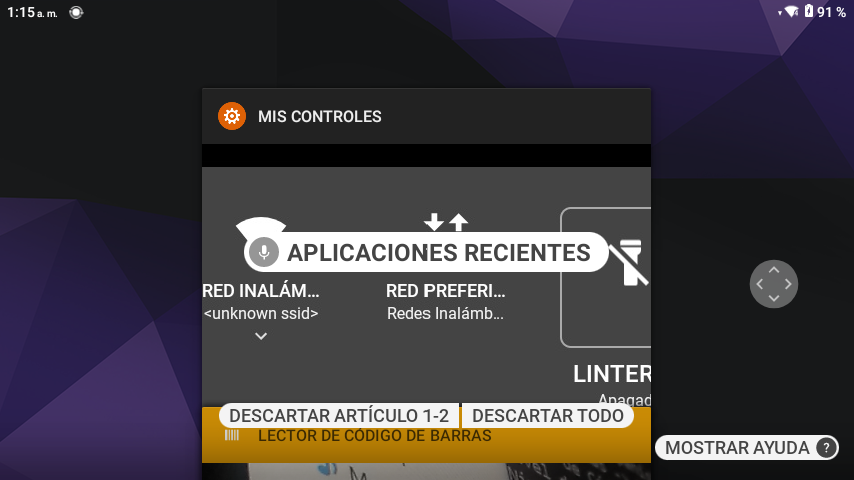 1:15 a. m.
91 %
MIS CONTROLES
APLICACIONES RECIENTES
RED INALÁM...
RED PREFERI...
<unknown ssid>
Redes Inalámb...
LINTER
Apagad
DESCARTAR ARTÍCULO 1-2
DESCARTAR TODO
LECTOR DE CÓDIGO DE BARRAS
MOSTRAR AYUDA ?